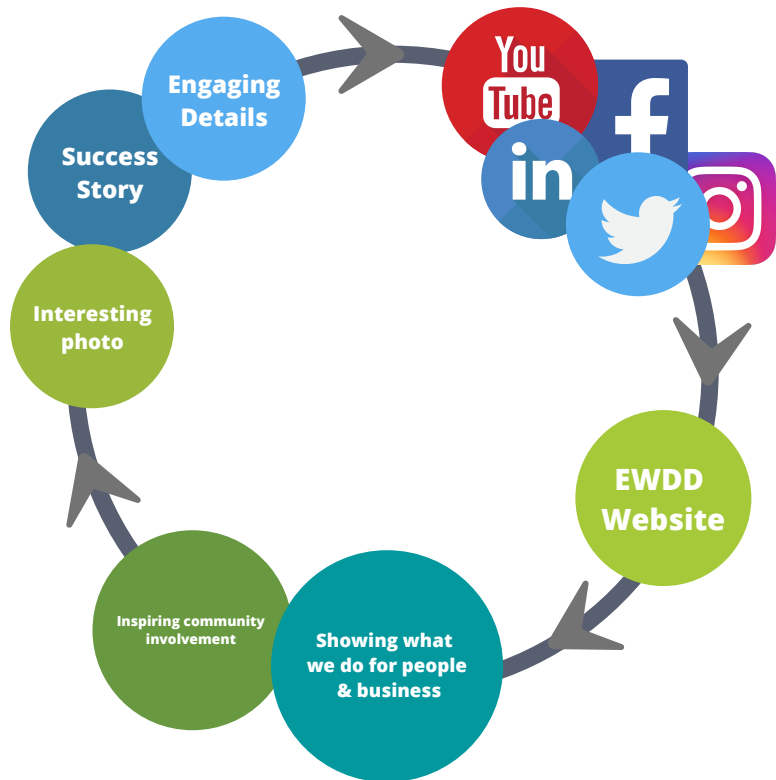 Engaging
Details
Success
Story
Interesting
photo
You
Tube
f
in
EWDD
Website
Showing what
we do for people
& business
Inspiring community
involvement